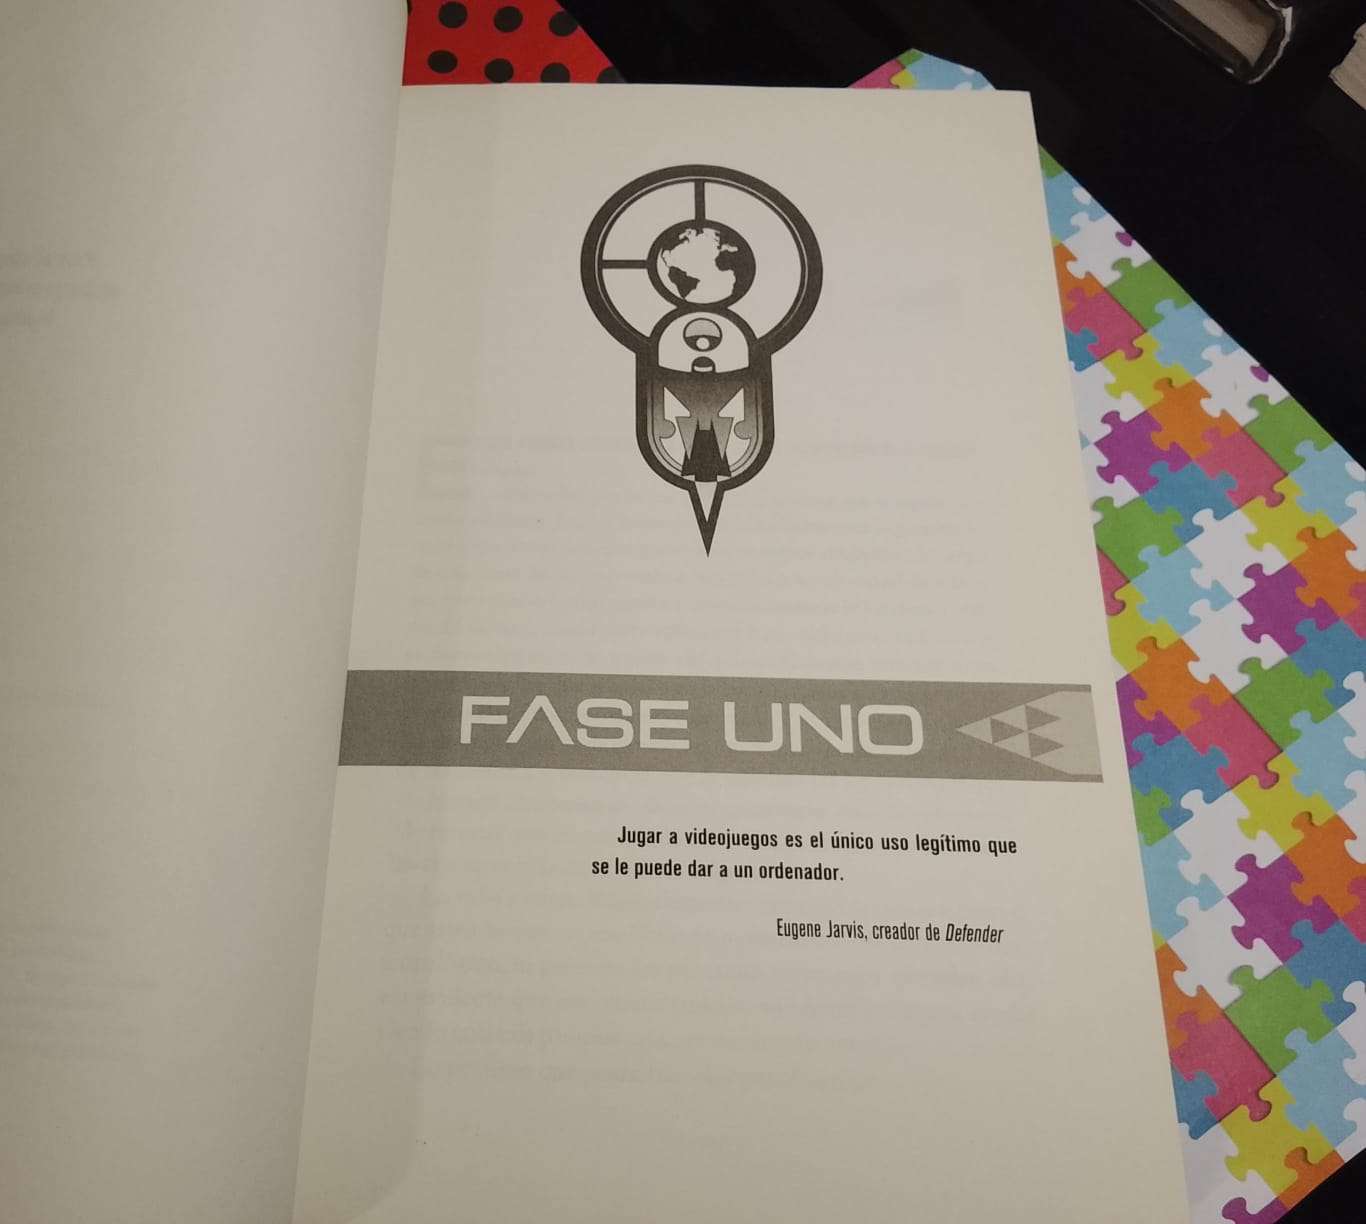 FASE UNO
Jugar a videojuegos es el único uso legítimo que
se le puede dar a un ordenador.
Eugene Jarvis, creador de Defender